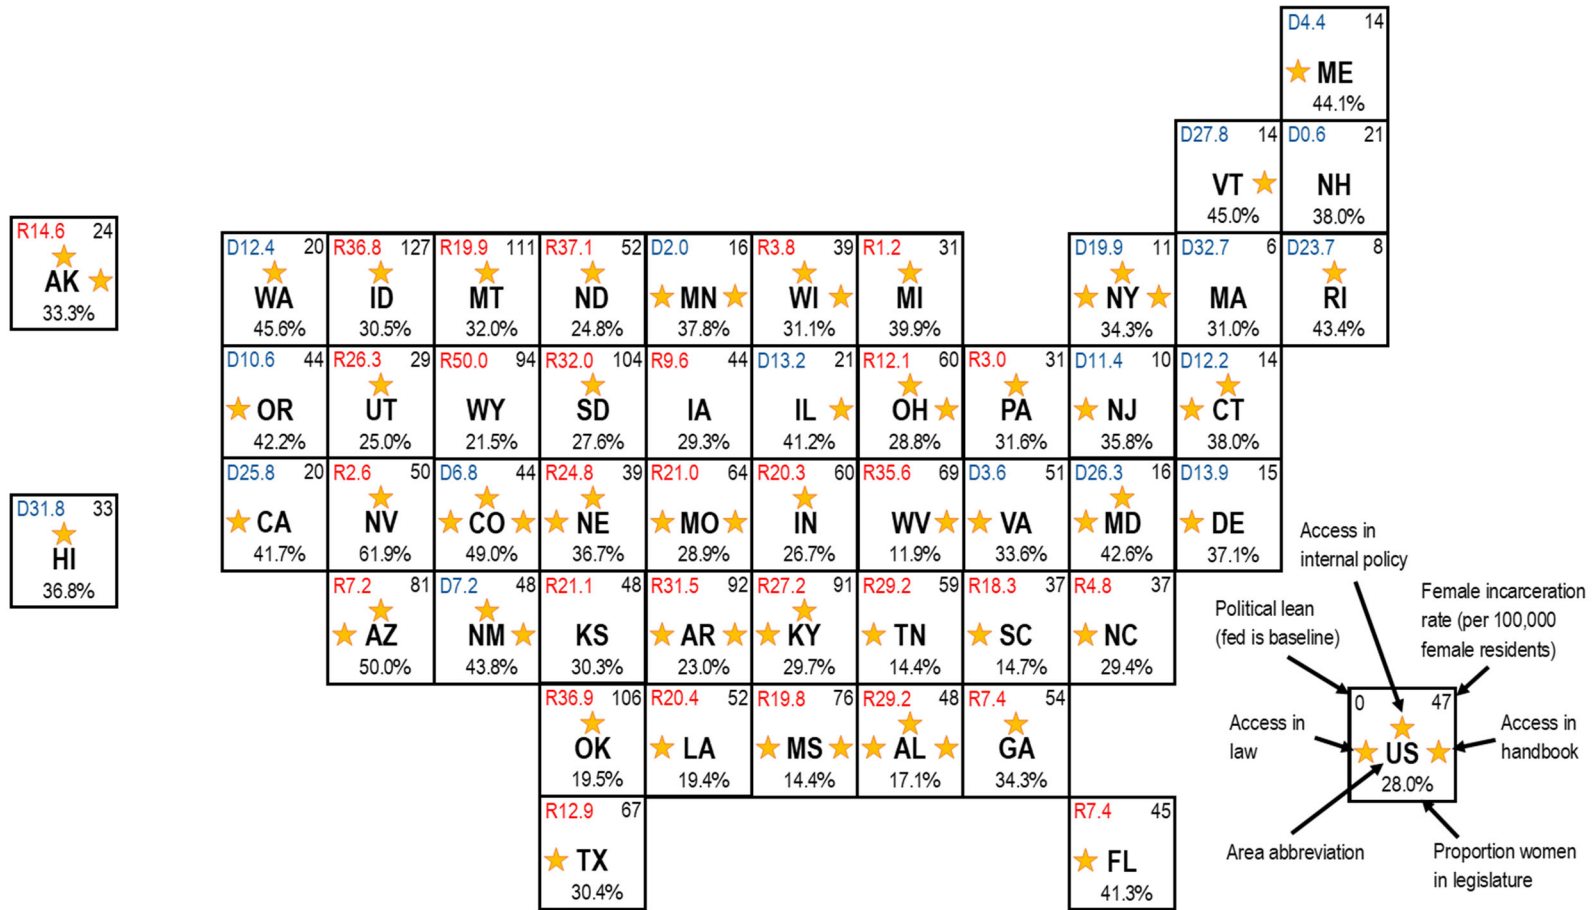 D4.4 14
ME
44.1%
D27.8 14
VT
45.0%
D0.6 21
NH
38.0%
R14.6 24
AK
33.3%
D12.4 20
WA
45.6%
R36.8 127
ID
30.5%
R19.9 111
MT
32.0%
R37.1 52
ND
24.8%
D2.0 16
MN
37.8%
R3.8 39
WI
31.1%
R1.2 31
MI
39.9%
D19.9 11
NY
34.3%
D32.7 6
MA
31.0%
D23.7 8
RI
43.4%
D10.6 44
OR
42.2%
R26.3 29
UT
25.0%
R50.0 94
WY
21.5%
R32.0 104
SD
27.6%
R9.6 44
IA
29.3%
D13.2 21
IL
41.2%
R12.1 60
OH
28.8%
R3.0 31
PA
31.6%
D11.4 10
NJ
35.8%
D12.2 14
CT
38.0%
D31.8 33
HI
36.8%
D25.8 20
CA
41.7%
R2.6 50
NV
61.9%
D6.8 44
CO
49.0%
R24.8 39
NE
36.7%
R21.0 64
MO
28.9%
R20.3 60
IN
26.7%
R35.6 69
WV
11.9%
D3.6 51
VA
33.6%
D26.3 16
MD
42.6%
D13.9 15
DE
37.1%
R7.2 81
AZ
50.0%
D7.2 48
NM
43.8%
R21.1 48
KS
30.3%
R31.5 92
AR
23.0%
R27.2 91
KY
29.7%
R29.2 59
TN
14.4%
R18.3 37
SC
14.7%
R4.8 37
NC
29.4%
R36.9 106
OK
19.5%
R20.4 52
LA
19.4%
R19.8 76
MS
14.4%
R29.2 48
AL
17.1%
R7.4 54
GA
34.3%
R12.9 67
TX
30.4%
R7.4 45
FL
41.3%
Access in
internal policy
Political lean
(fed is baseline)
Female incarceration
rate (per 100,000
female residents)
Access in
law
0 47
US
28.0%
Access in
handbook
Area abbreviation
Proportion women
in legislature